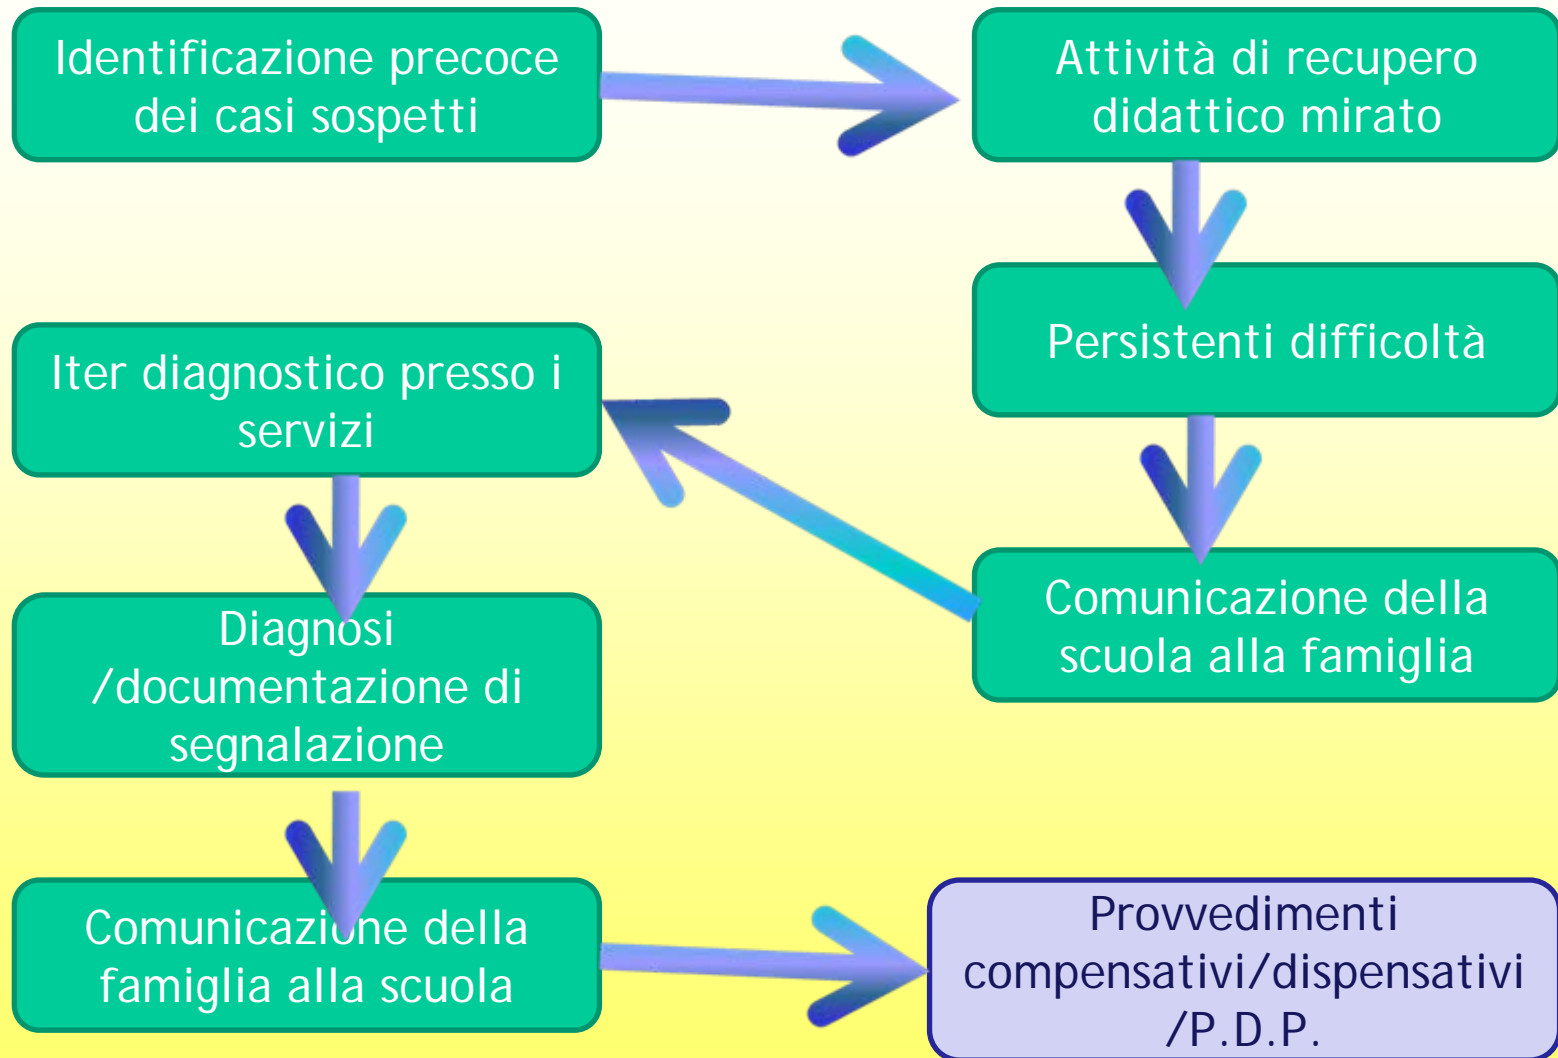 Identificazione precoce
dei casi sospetti
Attività di recupero
didattico mirato
Persistenti difficoltà
Comunicazione della
scuola alla famiglia
Iter diagnostico presso i
servizi
Diagnosi
/documentazione di
segnalazione
Comunicazione della
famiglia alla scuola
Provvedimenti
compensativi/dispensativi
/P.D.P.